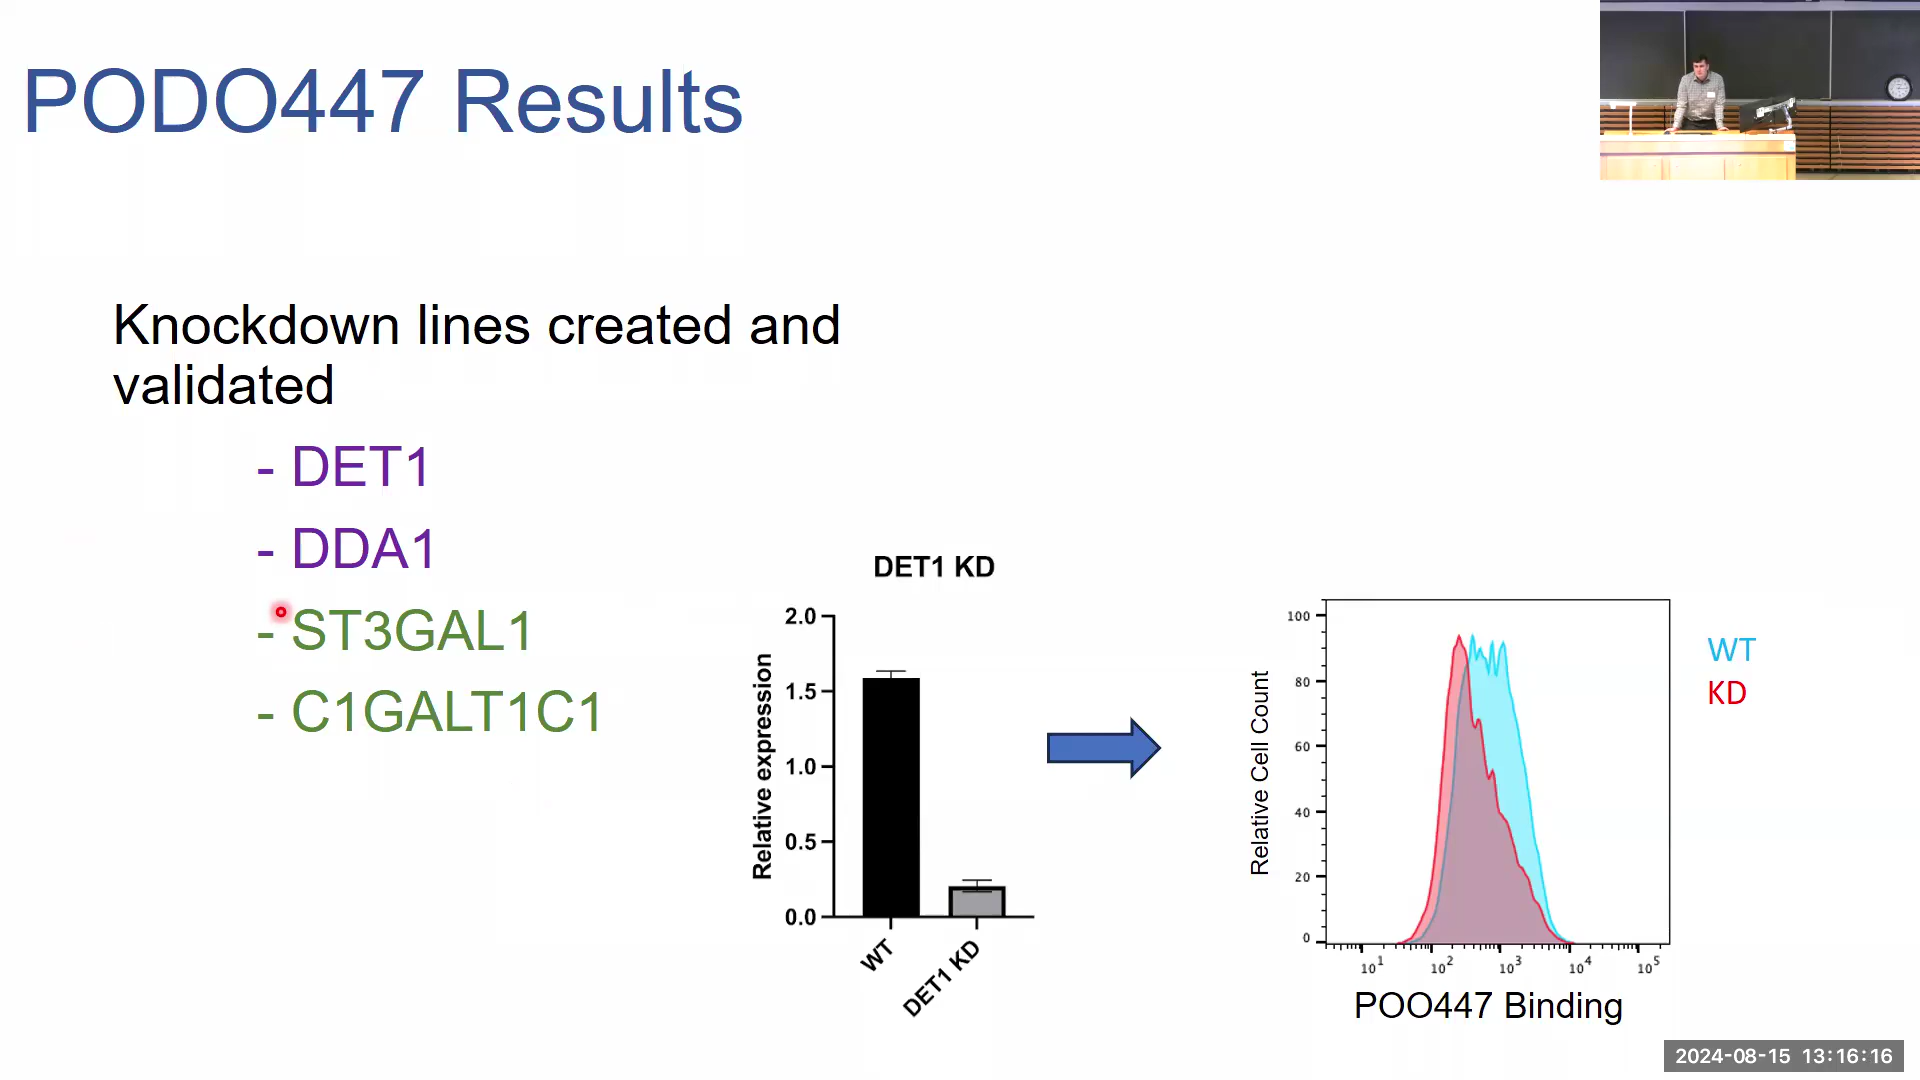 PODO447 Results
Knockdown lines created and
validated
- DET1
- DDA1
- ST3GAL1
- C1GALT1C1
DET1 KD
Relative expression
2.0
1.5
1.0
0.5
0.0
WT
DET1 KD
Relative Cell Count
100
80
60
40
20
0
10¹
10²
10³
10⁴
10⁵
POO447 Binding
WT
KD
2024-08-15 13:16:16